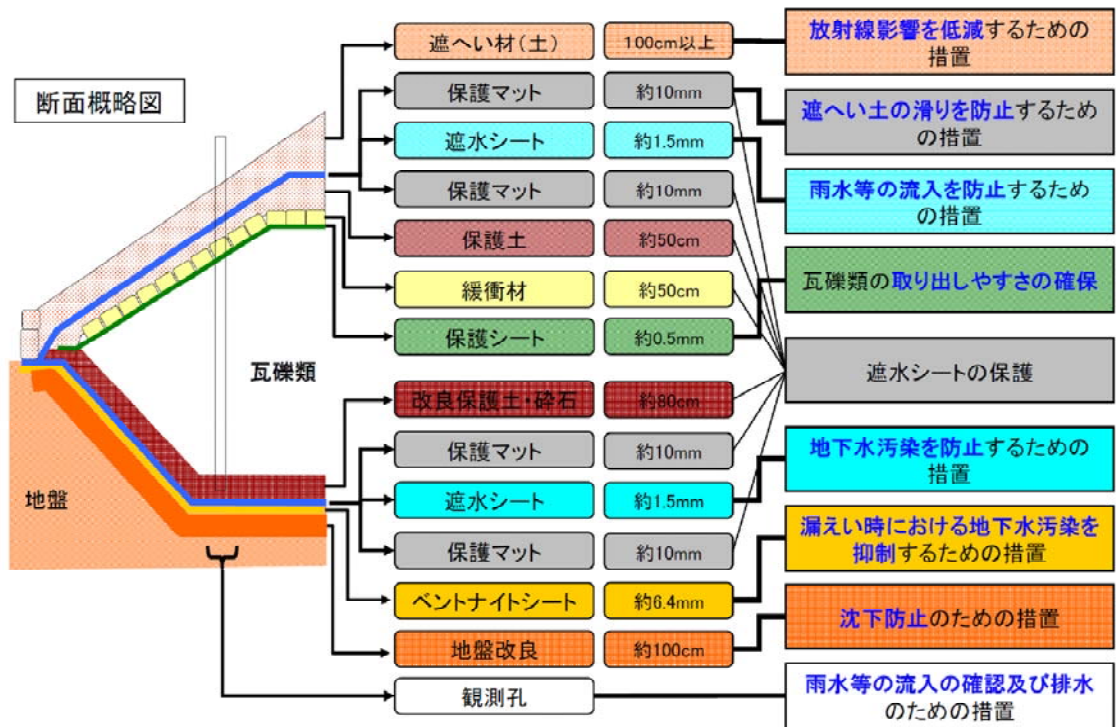 断面概略図
遮へい材(土) 100cm以上
保護マット 約10mm
遮水シート 約1.5mm
保護マット 約10mm
保護土 約50cm
緩衝材 約50cm
保護シート 約0.5mm
瓦礫類
改良保護土・砕石 約80cm
保護マット 約10mm
遮水シート 約1.5mm
保護マット 約10mm
ベントナイトシート 約6.4mm
地盤改良 約100cm
観測孔
地盤
放射線影響を低減するための
措置
遮へい土の滑りを防止するため
の措置
雨水等の流入を防止するため
の措置
瓦礫類の取り出しやすさの確保
遮水シートの保護
地下水汚染を防止するための
措置
漏えい時における地下水汚染を
抑制するための措置
沈下防止のための措置
雨水等の流入の確認及び排水
のための措置